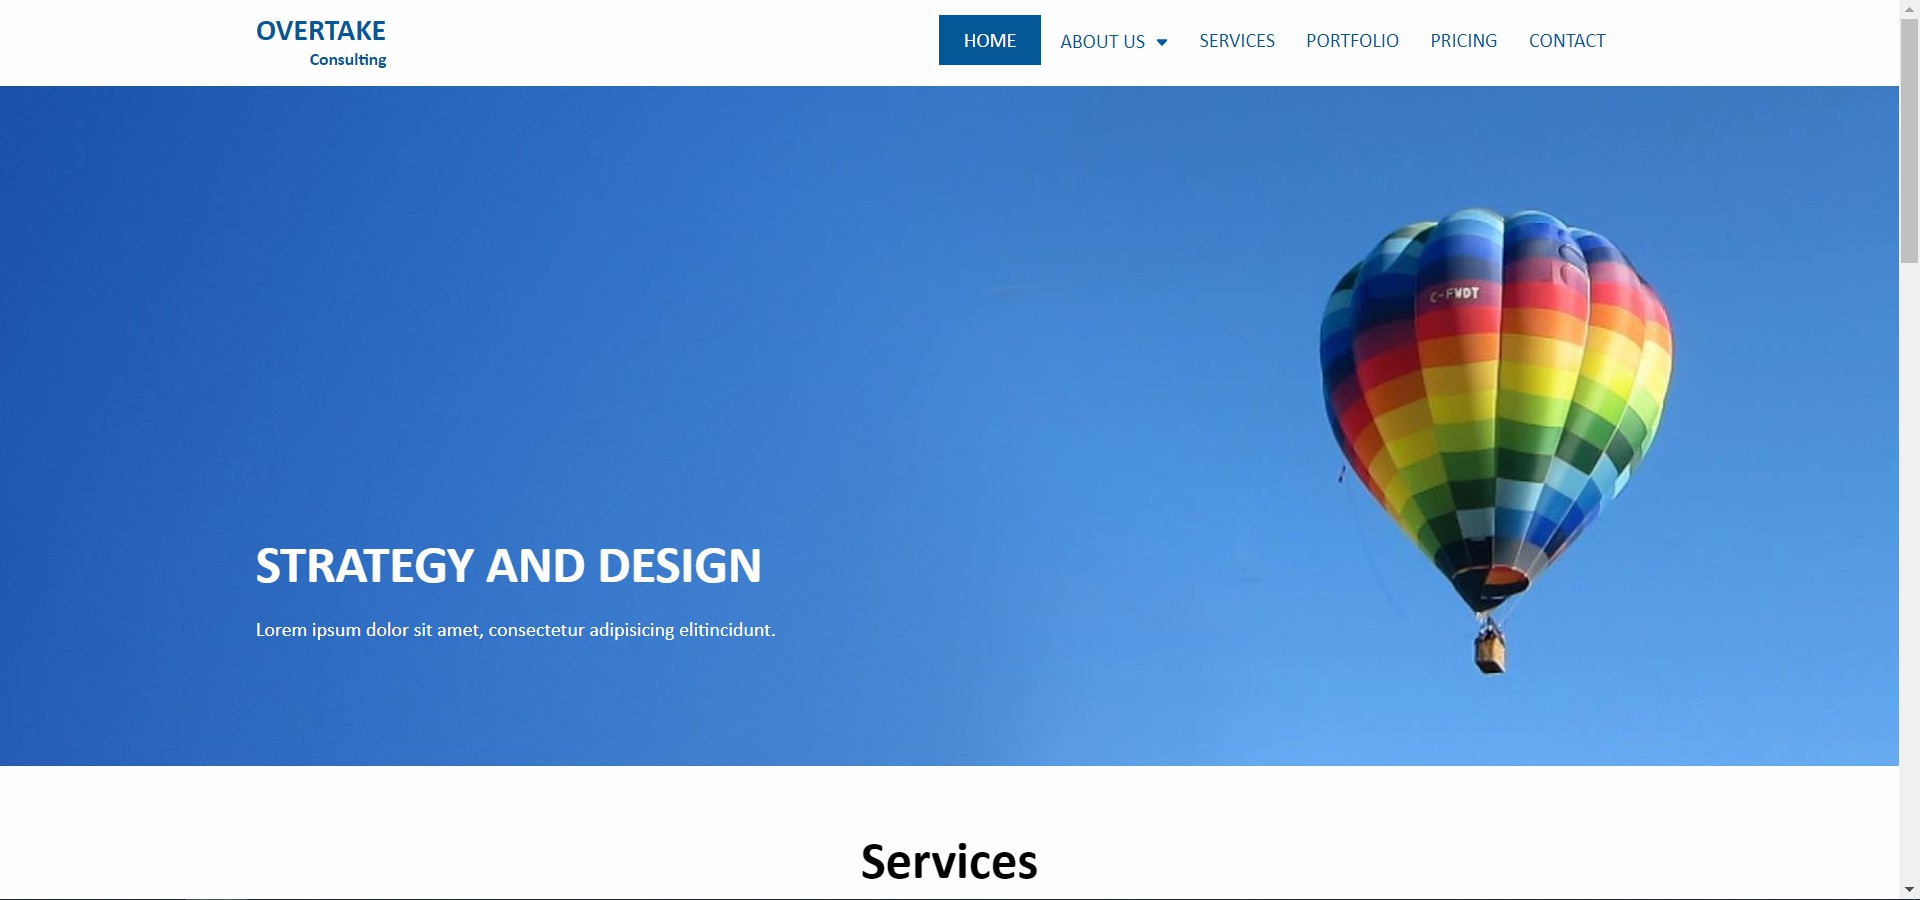 OVERTAKE
Consulting
HOME ABOUT US SERVICES PORTFOLIO PRICING CONTACT
C-FWDT
STRATEGY AND DESIGN
Lorem ipsum dolor sit amet, consectetur adipisicing elitincidunt.
Services